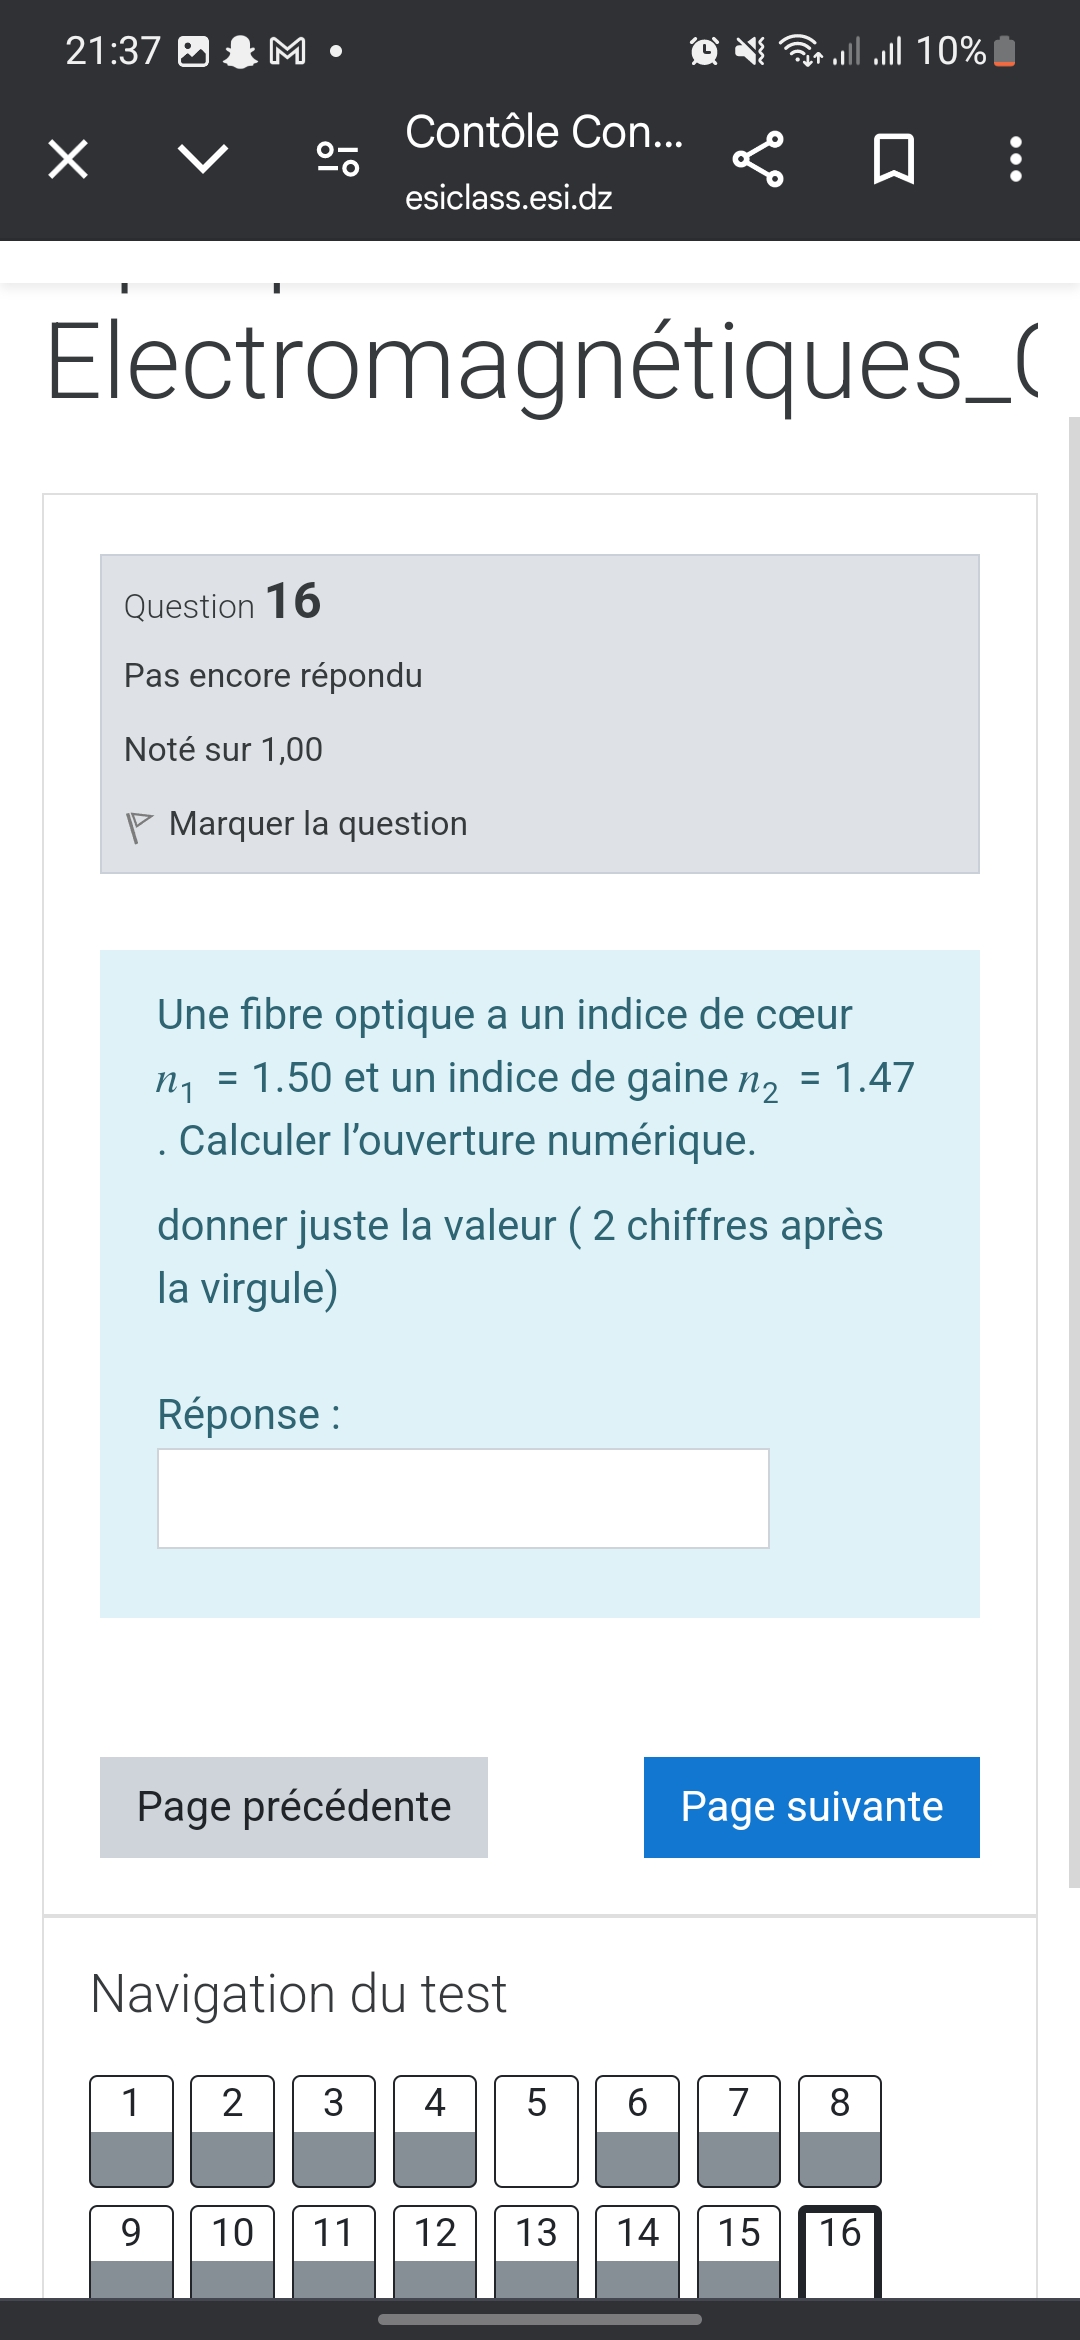 21:37
10%
Contôle Con...
esiclass.esi.dz
Electromagnétiques_
Question 16
Pas encore répondu
Noté sur 1,00
Marquer la question
Une fibre optique a un indice de cœur
n₁ = 1.50 et un indice de gaine n₂ = 1.47
. Calculer l’ouverture numérique.
donner juste la valeur ( 2 chiffres après
la virgule)
Réponse :
Page précédente
Page suivante
Navigation du test
1 2 3 4 5 6 7 8
9 10 11 12 13 14 15 16